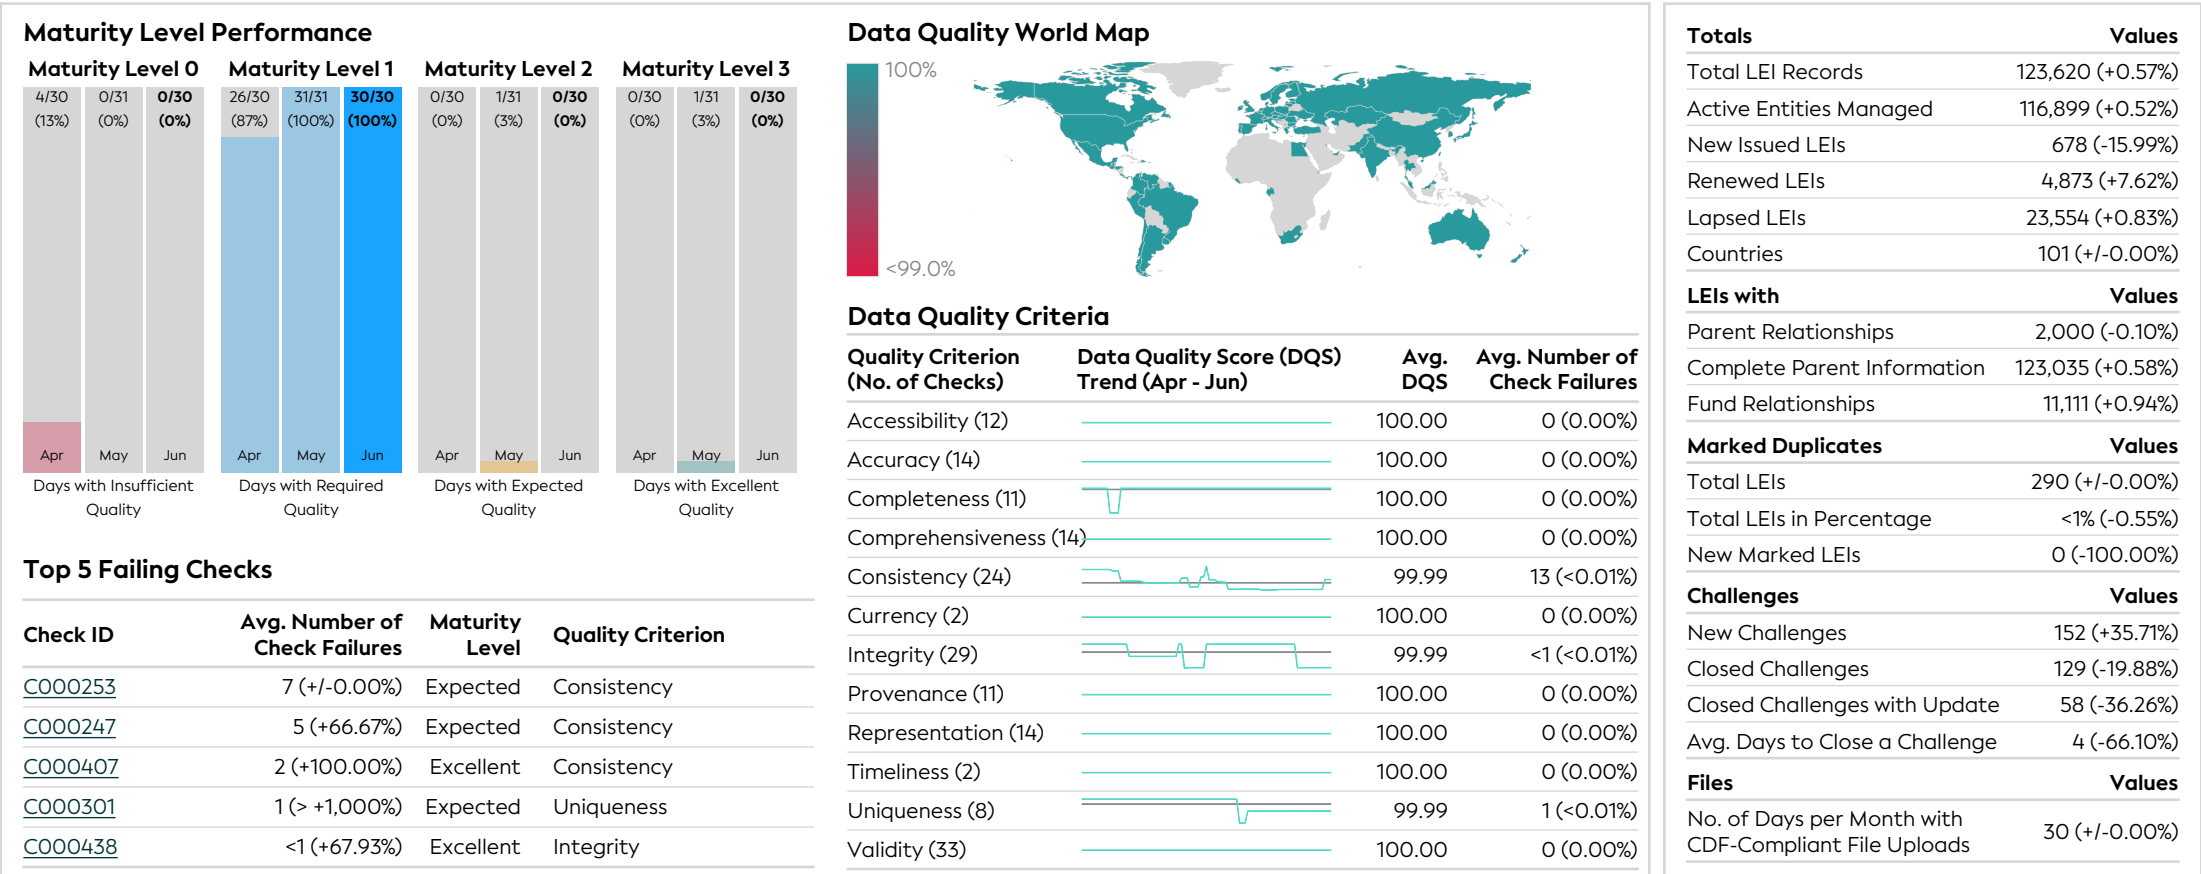 Maturity Level Performance
Maturity Level 0 Maturity Level 1 Maturity Level 2 Maturity Level 3
4/30 0/31 0/30 26/30 31/31 30/30 0/30 1/31 0/30 0/30 1/31 0/30
(13%) (0%) (0%) (87%) (100%) (100%) (0%) (3%) (0%) (0%) (3%) (0%)
Apr May Jun Apr May Jun Apr May Jun Apr May Jun
Days with Insufficient Days with Required Days with Expected Days with Excellent
Quality Quality Quality Quality
Top 5 Failing Checks
Avg. Number of Maturity
Check ID Quality Criterion
Check Failures Level
C000253 7 (+/-0.00%) Expected Consistency
C000247 5 (+66.67%) Expected Consistency
C000407 2 (+100.00%) Excellent Consistency
C000301 1 (> +1,000%) Expected Uniqueness
C000438 <1 (+67.93%) Excellent Integrity
Data Quality World Map
100%
<99.0%
Data Quality Criteria
Quality Criterion Data Quality Score (DQS) Avg. Avg. Number of
(No. of Checks) Trend (Apr - Jun) DQS Check Failures
Accessibility (12) 100.00 0 (0.00%)
Accuracy (14) 100.00 0 (0.00%)
Completeness (11) 100.00 0 (0.00%)
Comprehensiveness (14) 100.00 0 (0.00%)
Consistency (24) 99.99 13 (<0.01%)
Currency (2) 100.00 0 (0.00%)
Integrity (29) 99.99 <1 (<0.01%)
Provenance (11) 100.00 0 (0.00%)
Representation (14) 100.00 0 (0.00%)
Timeliness (2) 100.00 0 (0.00%)
Uniqueness (8) 99.99 1 (<0.01%)
Validity (33) 100.00 0 (0.00%)
Totals Values
Total LEI Records 123,620 (+0.57%)
Active Entities Managed 116,899 (+0.52%)
New Issued LEIs 678 (-15.99%)
Renewed LEIs 4,873 (+7.62%)
Lapsed LEIs 23,554 (+0.83%)
Countries 101 (+/-0.00%)
LEIs with Values
Parent Relationships 2,000 (-0.10%)
Complete Parent Information 123,035 (+0.58%)
Fund Relationships 11,111 (+0.94%)
Marked Duplicates Values
Total LEIs 290 (+/-0.00%)
Total LEIs in Percentage <1% (-0.55%)
New Marked LEIs 0 (-100.00%)
Challenges Values
New Challenges 152 (+35.71%)
Closed Challenges 129 (-19.88%)
Closed Challenges with Update 58 (-36.26%)
Avg. Days to Close a Challenge 4 (-66.10%)
Files Values
No. of Days per Month with
CDF-Compliant File Uploads 30 (+/-0.00%)